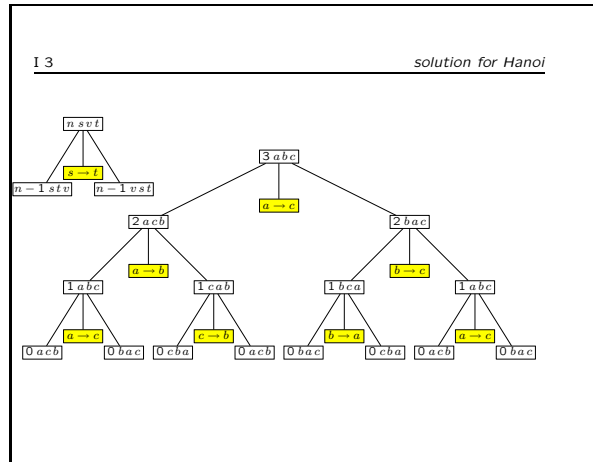 I 3 solution for Hanoi
n s v t
3 a b c
s → t
n − 1 s t v n − 1 v s t
a → c
2 a c b 2 b a c
a → b b → c
1 a b c 1 c a b 1 b c a 1 a b c
a → c c → b b → a a → c
0 a c b 0 b a c 0 c b a 0 a c b 0 b a c 0 c b a 0 a c b 0 b a c